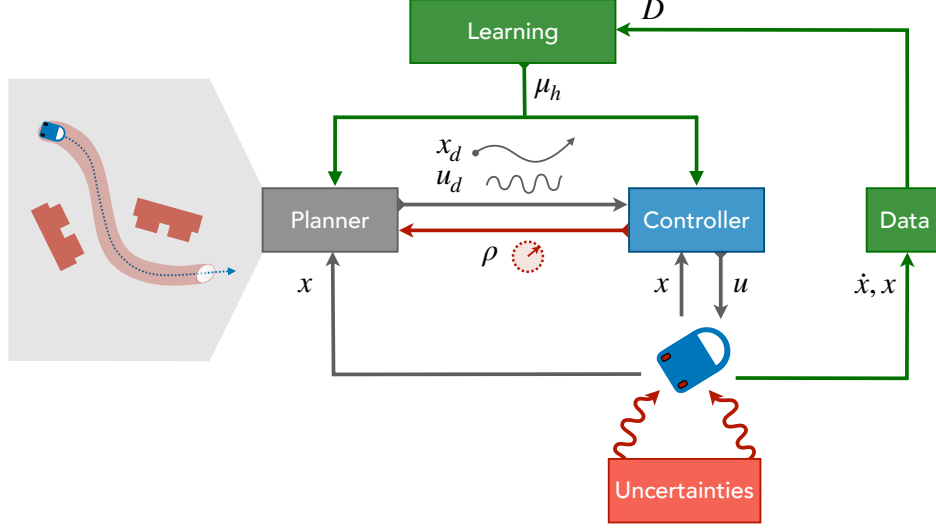 D
Learning
μ_h
x_d
u_d
Planner
Controller
Data
ρ
x
x
u
ẋ, x
Uncertainties